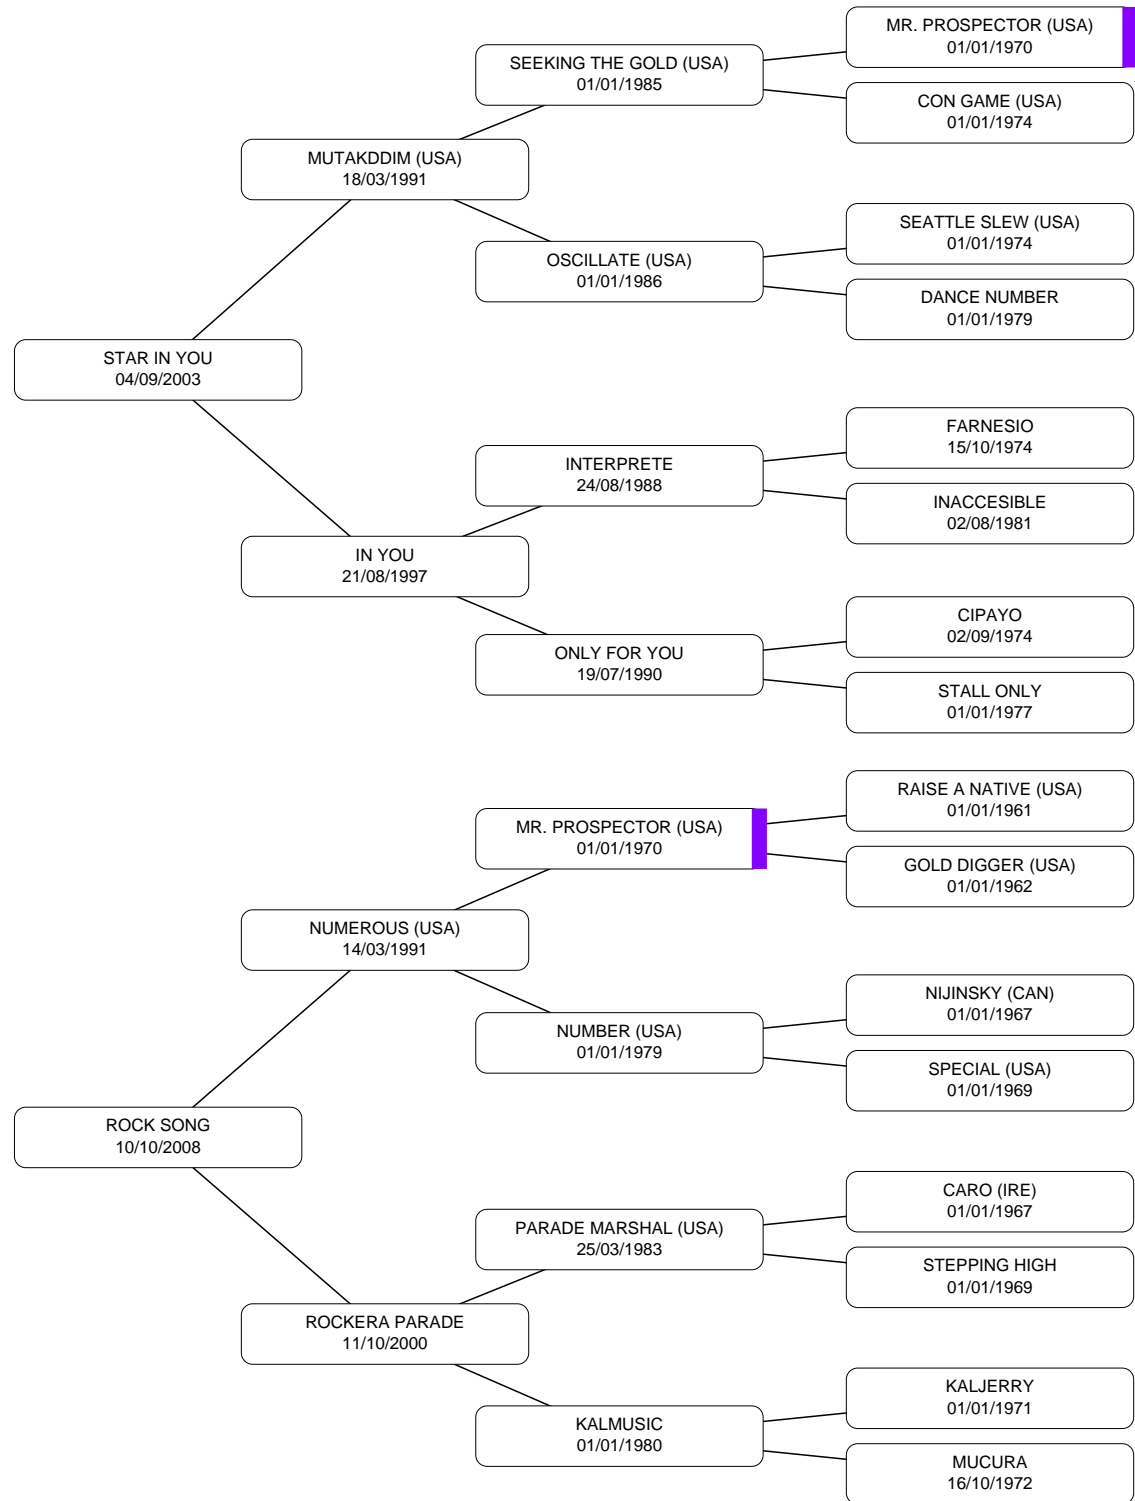 MR. PROSPECTOR (USA)
01/01/1970
SEEKING THE GOLD (USA)
01/01/1985
CON GAME (USA)
01/01/1974
MUTAKDDIM (USA)
18/03/1991
SEATTLE SLEW (USA)
01/01/1974
OSCILLATE (USA)
01/01/1986
DANCE NUMBER
01/01/1979
STAR IN YOU
04/09/2003
FARNESIO
15/10/1974
INTERPRETE
24/08/1988
INACCESIBLE
02/08/1981
IN YOU
21/08/1997
CIPAYO
02/09/1974
ONLY FOR YOU
19/07/1990
STALL ONLY
01/01/1977
RAISE A NATIVE (USA)
01/01/1961
MR. PROSPECTOR (USA)
01/01/1970
GOLD DIGGER (USA)
01/01/1962
NUMEROUS (USA)
14/03/1991
NIJINSKY (CAN)
01/01/1967
NUMBER (USA)
01/01/1979
SPECIAL (USA)
01/01/1969
ROCK SONG
10/10/2008
CARO (IRE)
01/01/1967
PARADE MARSHAL (USA)
25/03/1983
STEPPING HIGH
01/01/1969
ROCKERA PARADE
11/10/2000
KALJERRY
01/01/1971
KALMUSIC
01/01/1980
MUCURA
16/10/1972